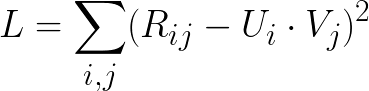 L = \sum_{i,j} (R_{ij} - U_i \cdot V_j)^2